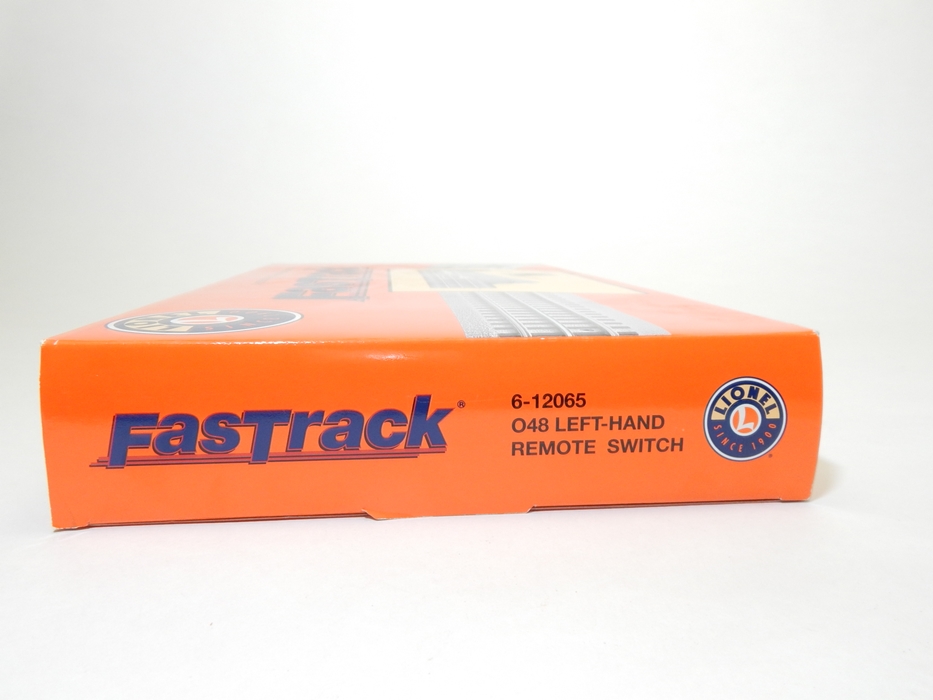 FasTrack®
6-12065
O48 LEFT-HAND
REMOTE SWITCH
LIONEL
L
SINCE 1900